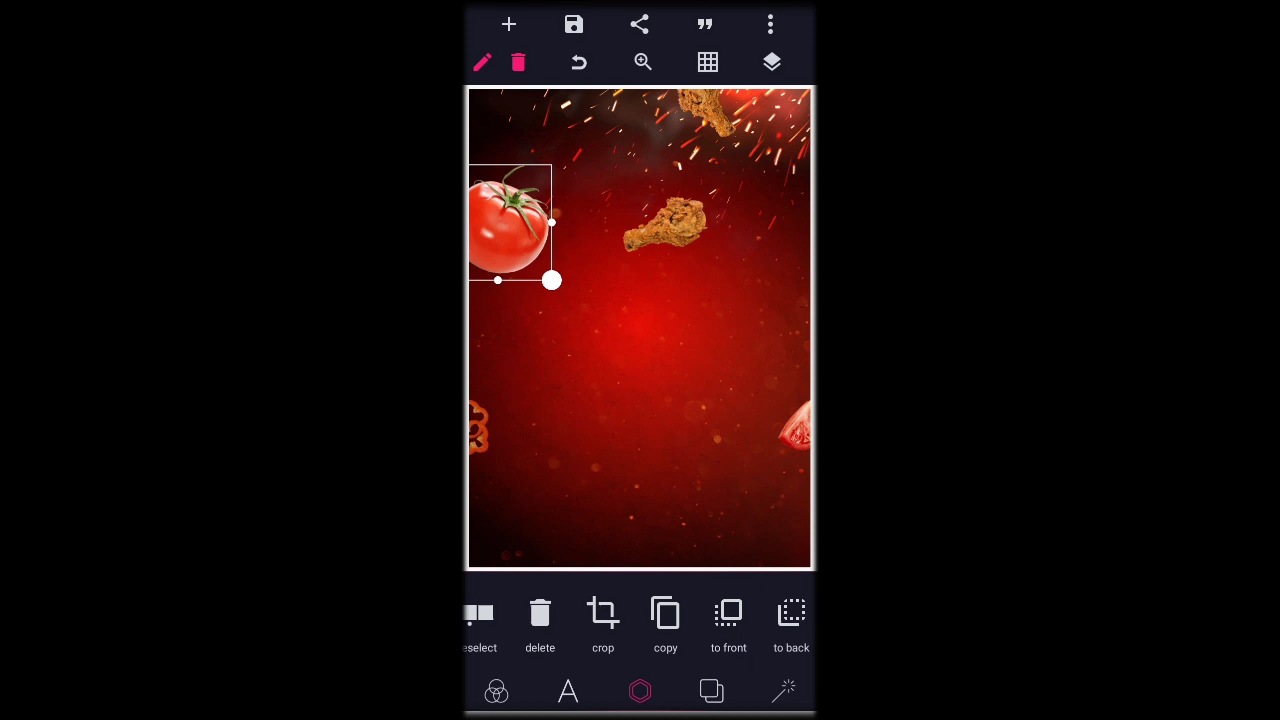 eselect
delete
crop
copy
to front
to back